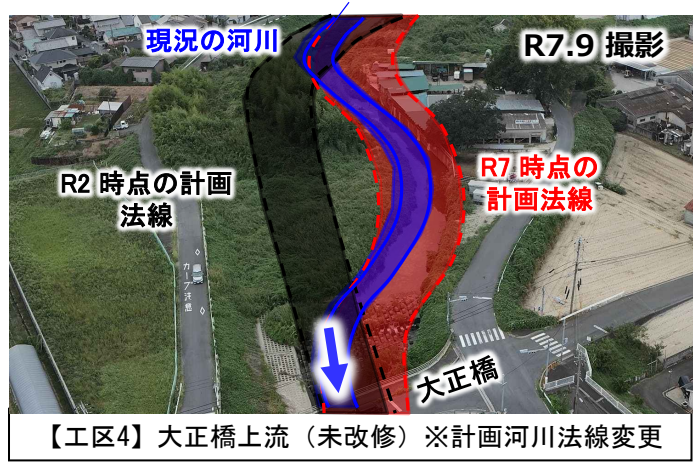 現況の河川
R7.9 撮影
R2 時点の計画
法線
R7 時点の
計画法線
カーブ注意
大正橋
【工区4】大正橋上流（未改修）※計画河川法線変更